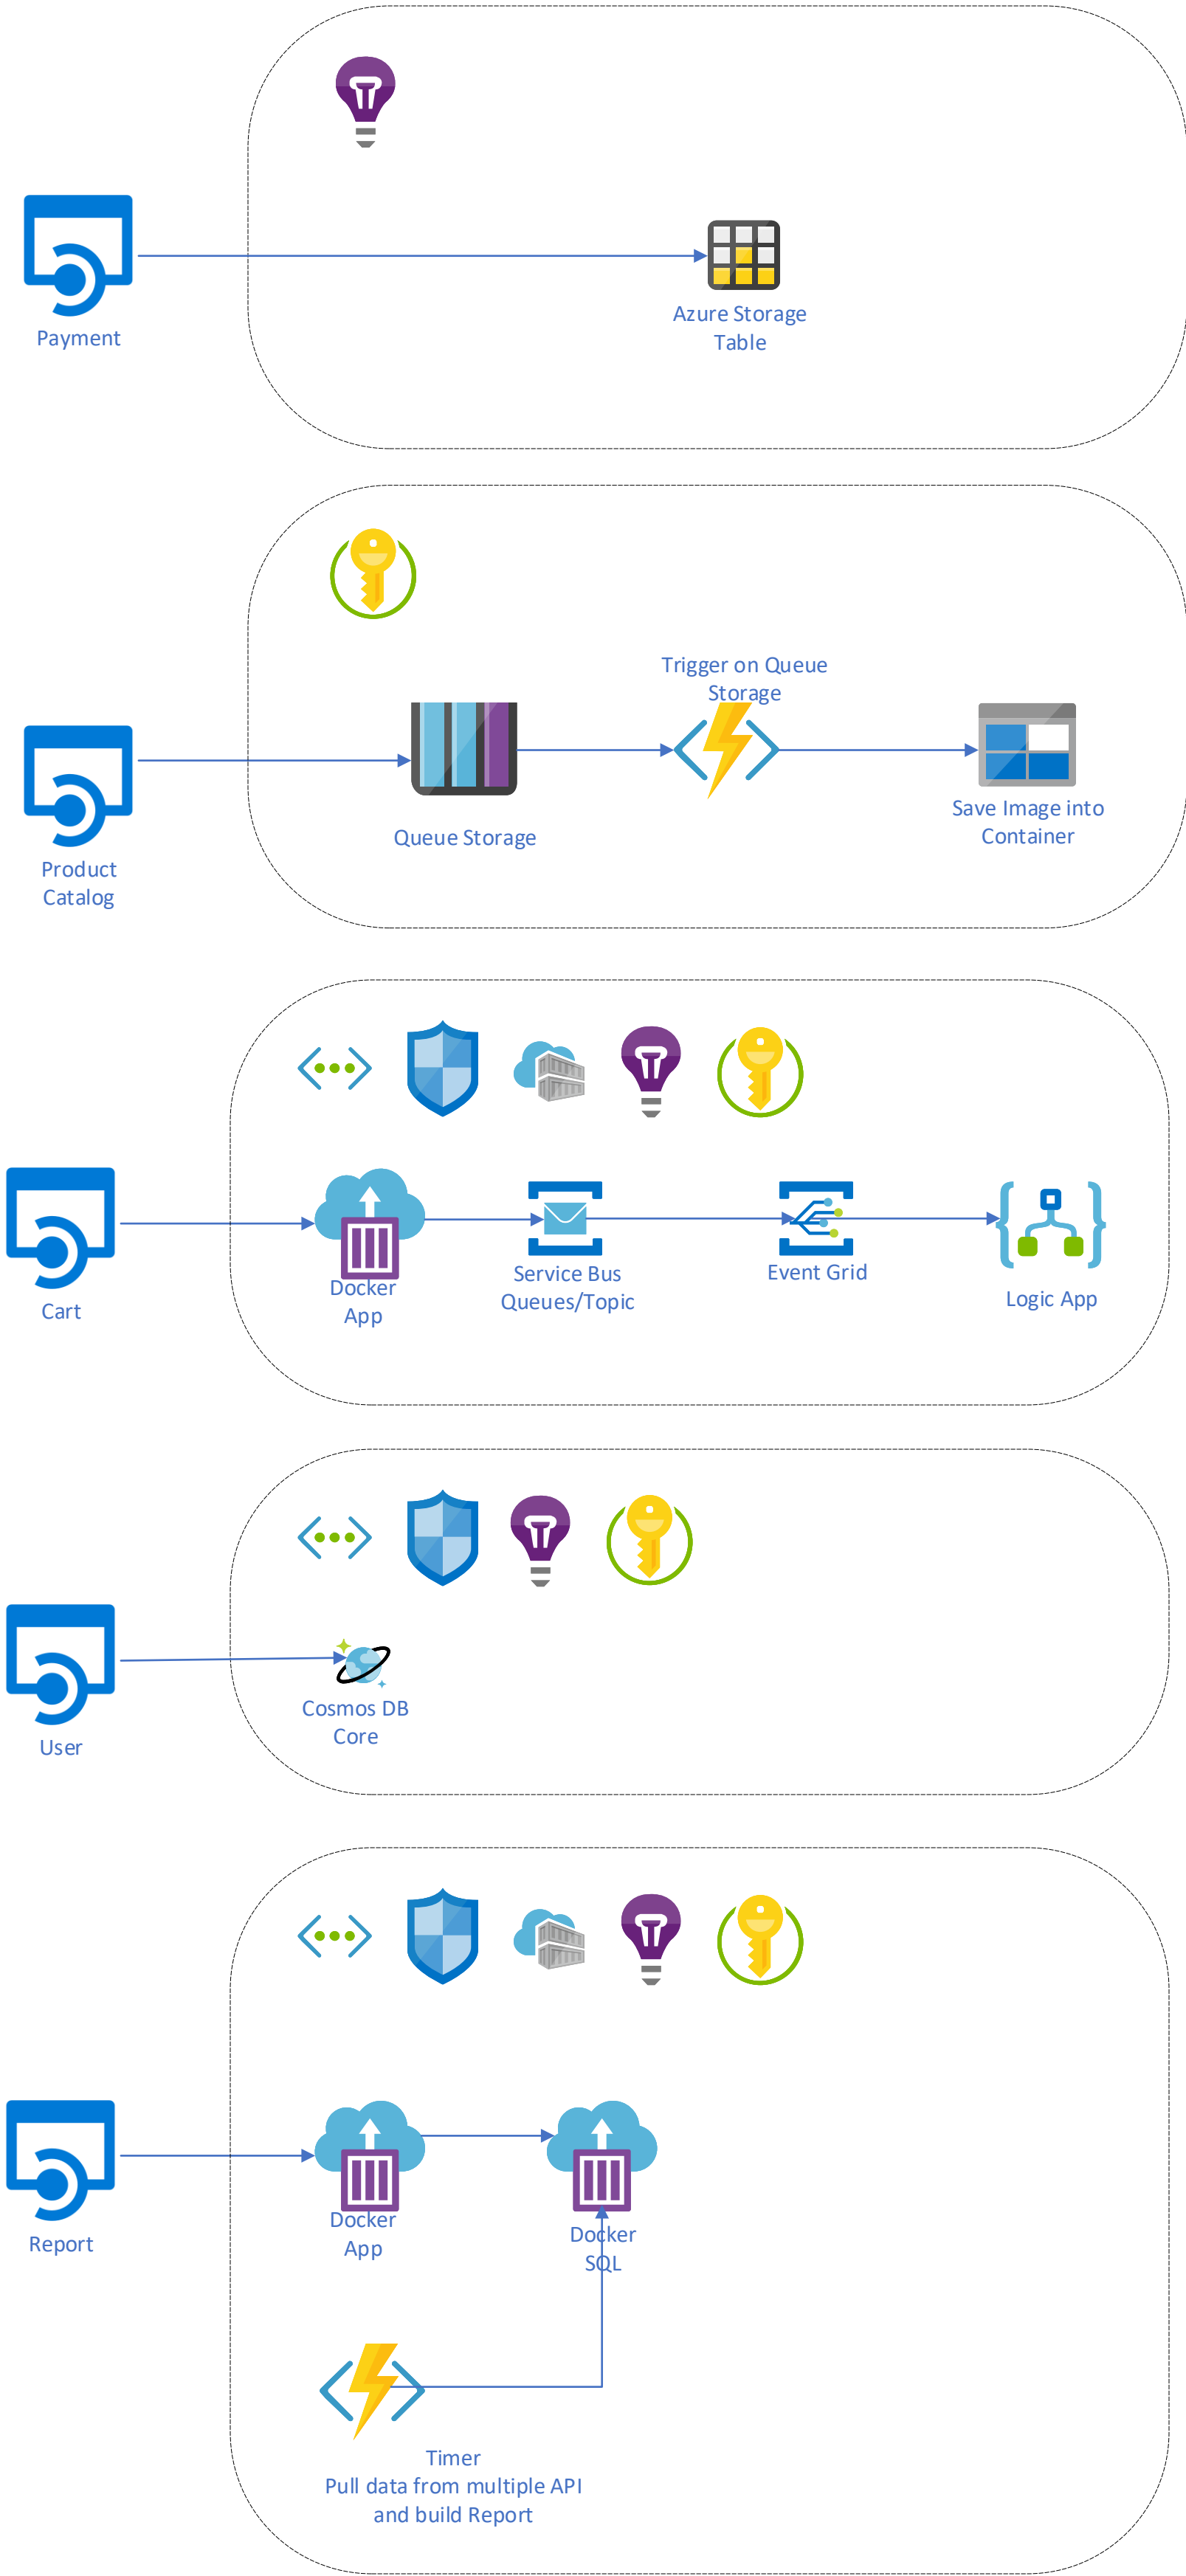 Payment
Azure Storage
Table
Product
Catalog
Queue Storage
Trigger on Queue
Storage
Save Image into
Container
Cart
Docker
App
Service Bus
Queues/Topic
Event Grid
Logic App
User
Cosmos DB
Core
Report
Docker
App
Docker
SQL
Timer
Pull data from multiple API
and build Report